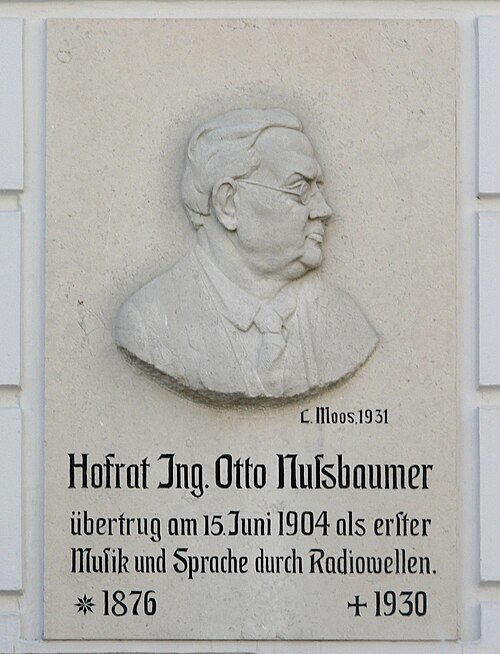 L. Moos, 1931
Hofrat Ing. Otto Nuſsbaumer
übertrug am 15. Juni 1904 als erſter
Muſik und Sprache durch Radiowellen.
✳ 1876 ✝ 1930